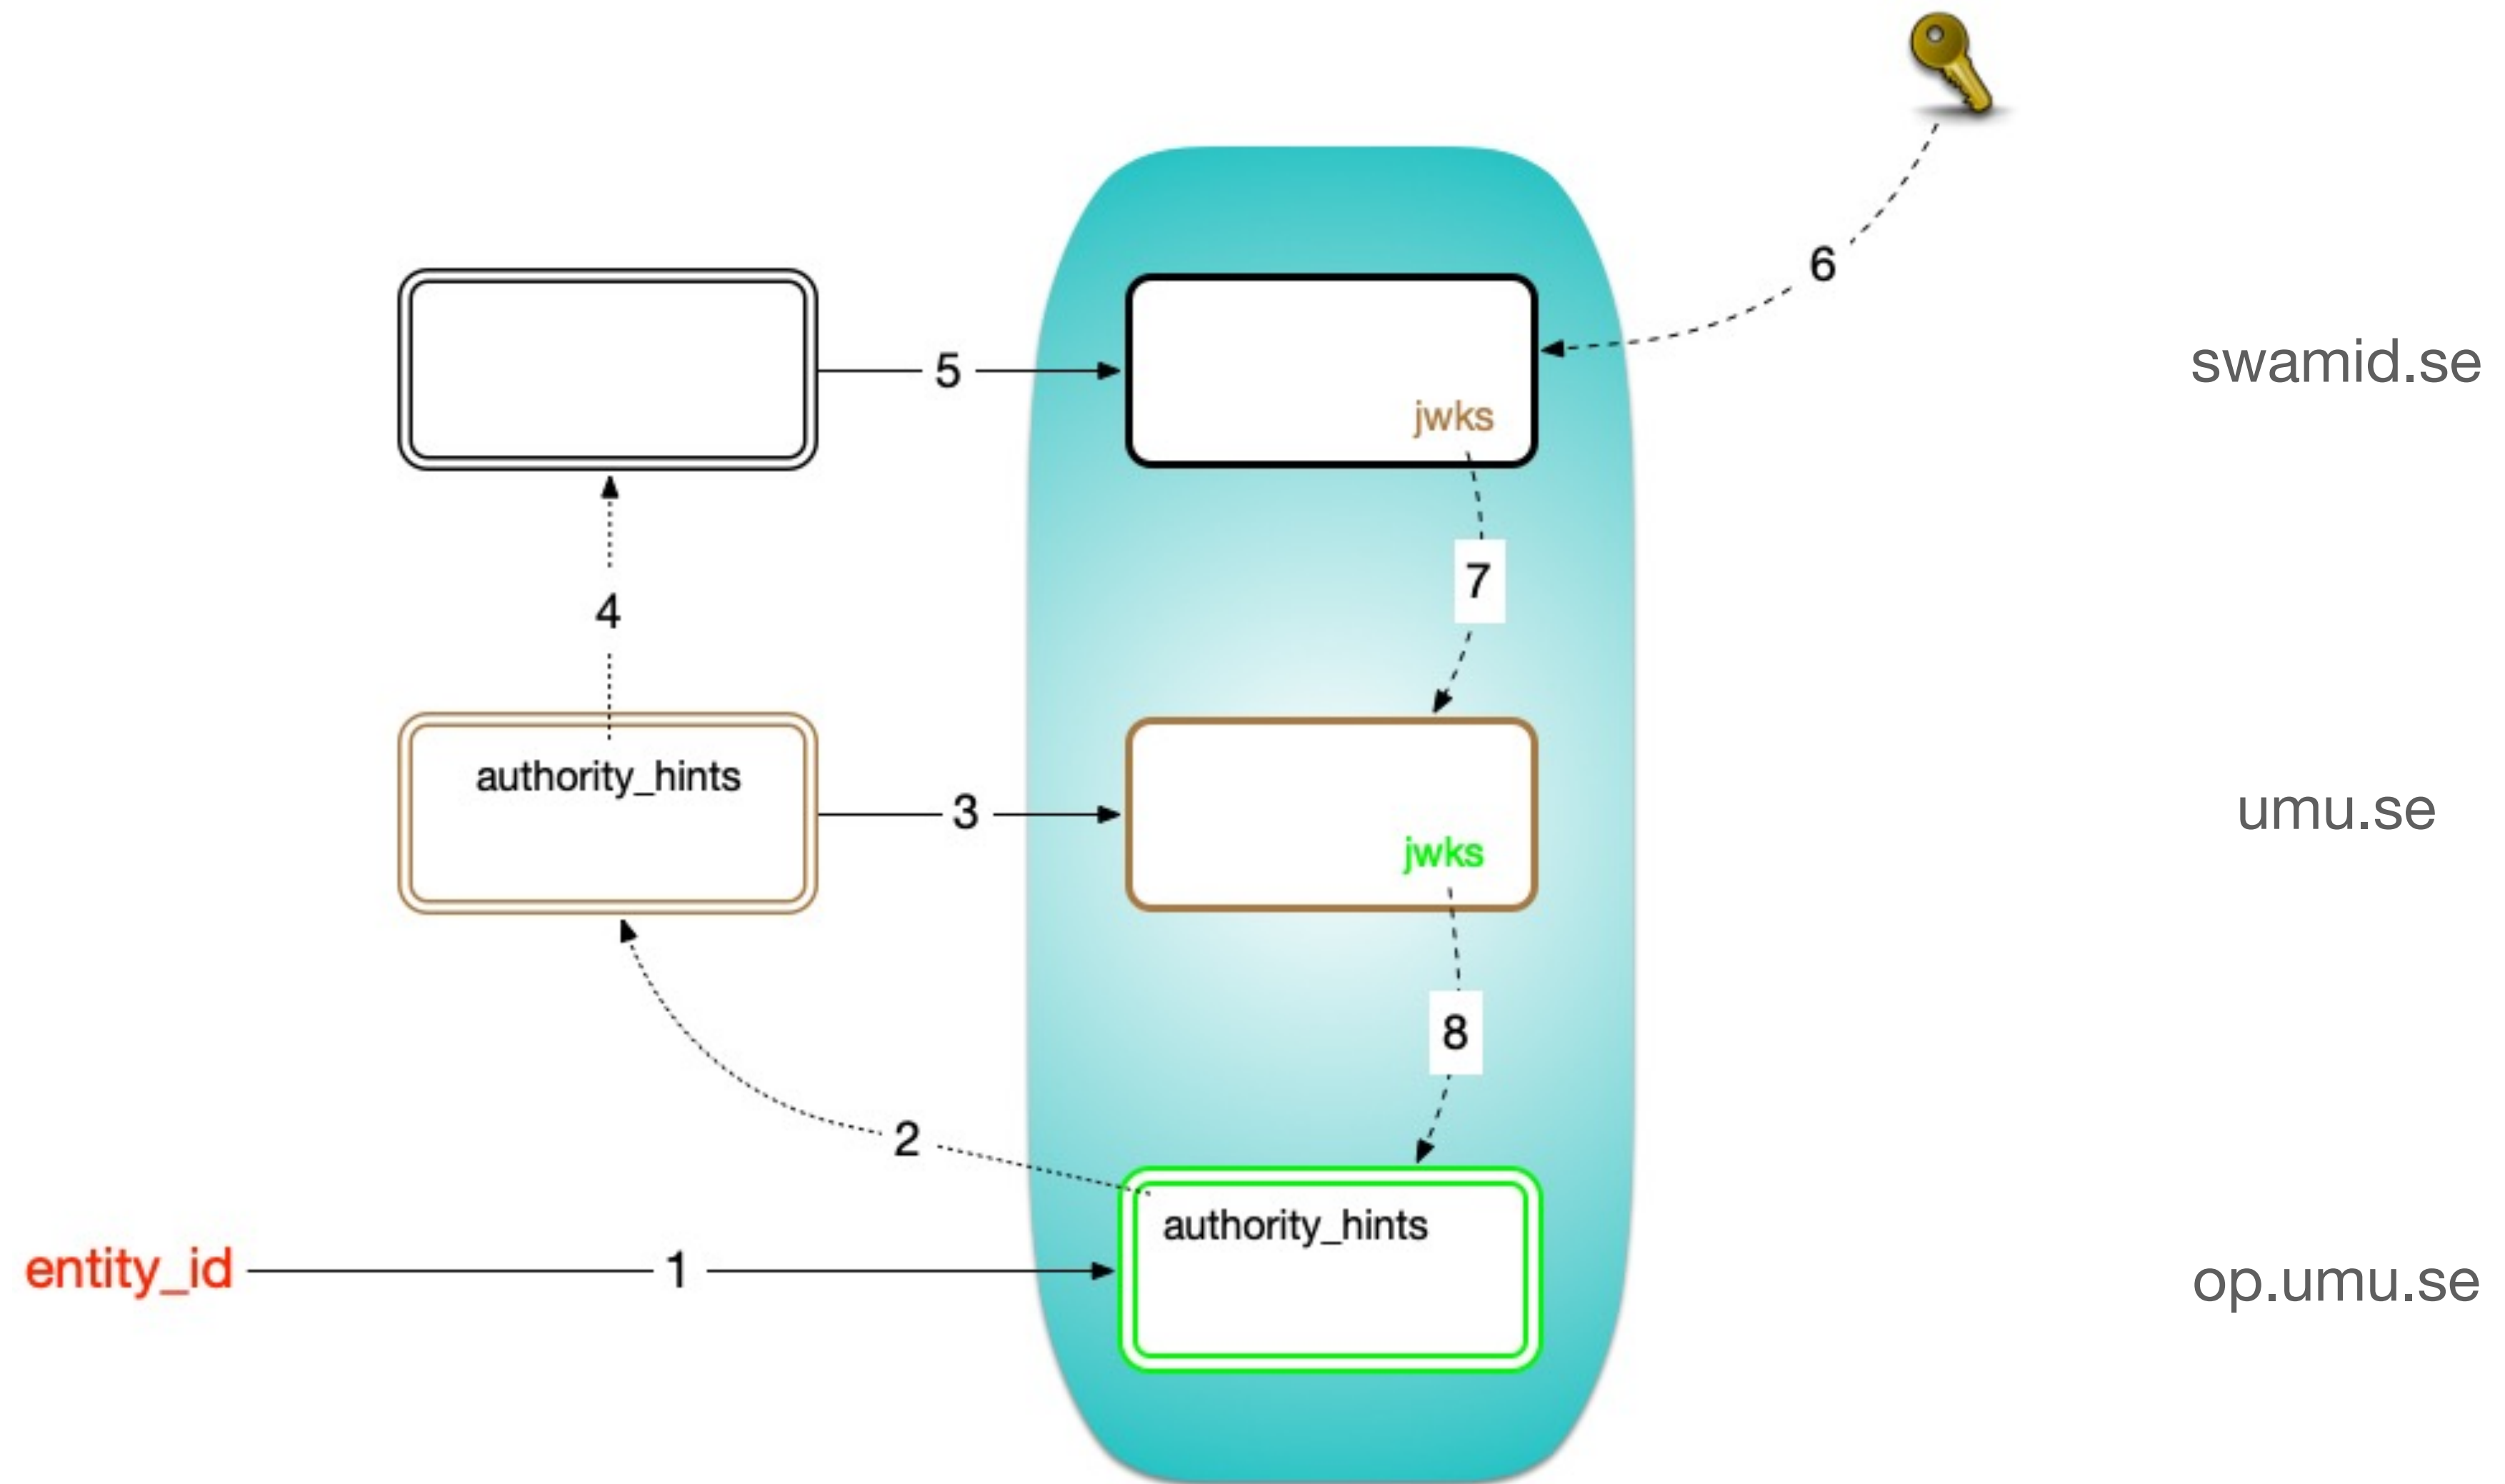 6
swamid.se
5
jwks
7
4
authority_hints
3
umu.se
jwks
8
2
authority_hints
entity_id
1
op.umu.se